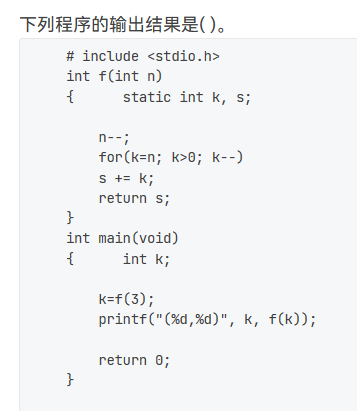 下列程序的输出结果是( )。
# include <stdio.h>
int f(int n)
{      static int k, s;
n--;
for(k=n; k>0; k--)
s += k;
return s;
}
int main(void)
{      int k;
k=f(3);
printf("(%d,%d)", k, f(k));
return 0;
}